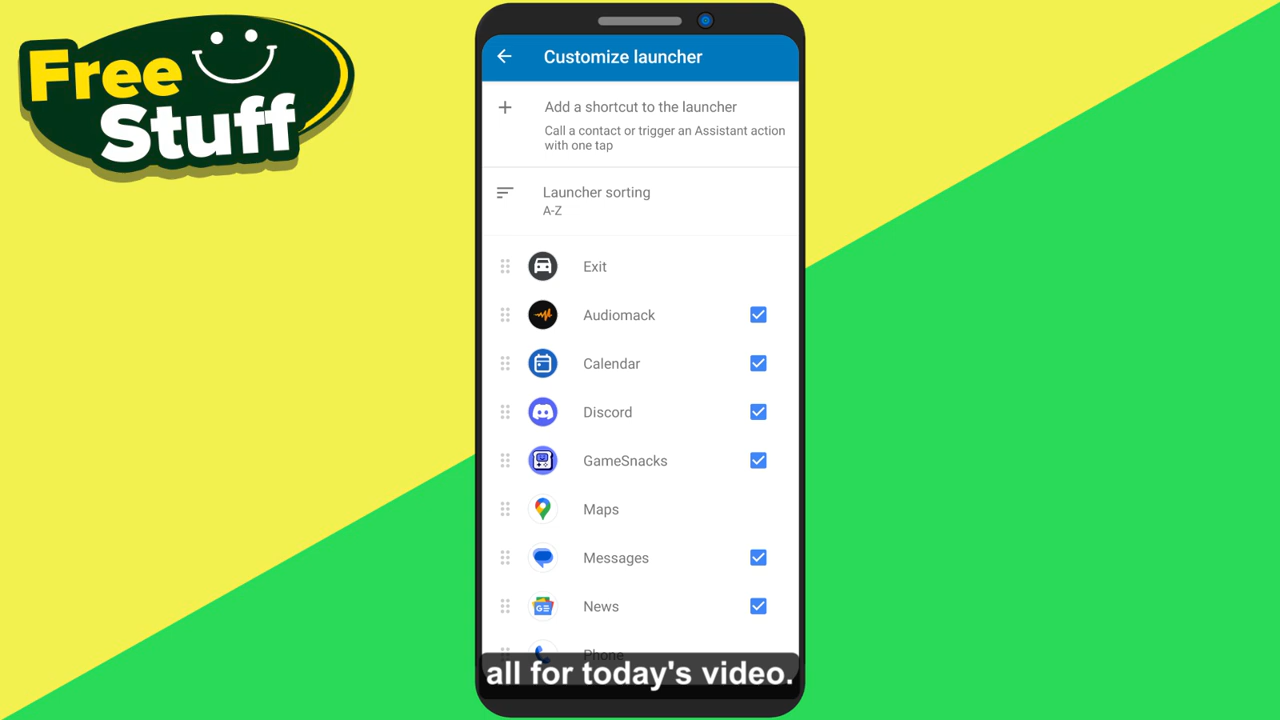 Free
Stuff
Customize launcher
Add a shortcut to the launcher
Call a contact or trigger an Assistant action
with one tap
Launcher sorting
A-Z
Exit
Audiomack
Calendar
Discord
GameSnacks
Maps
Messages
News
Phone
all for today's video.